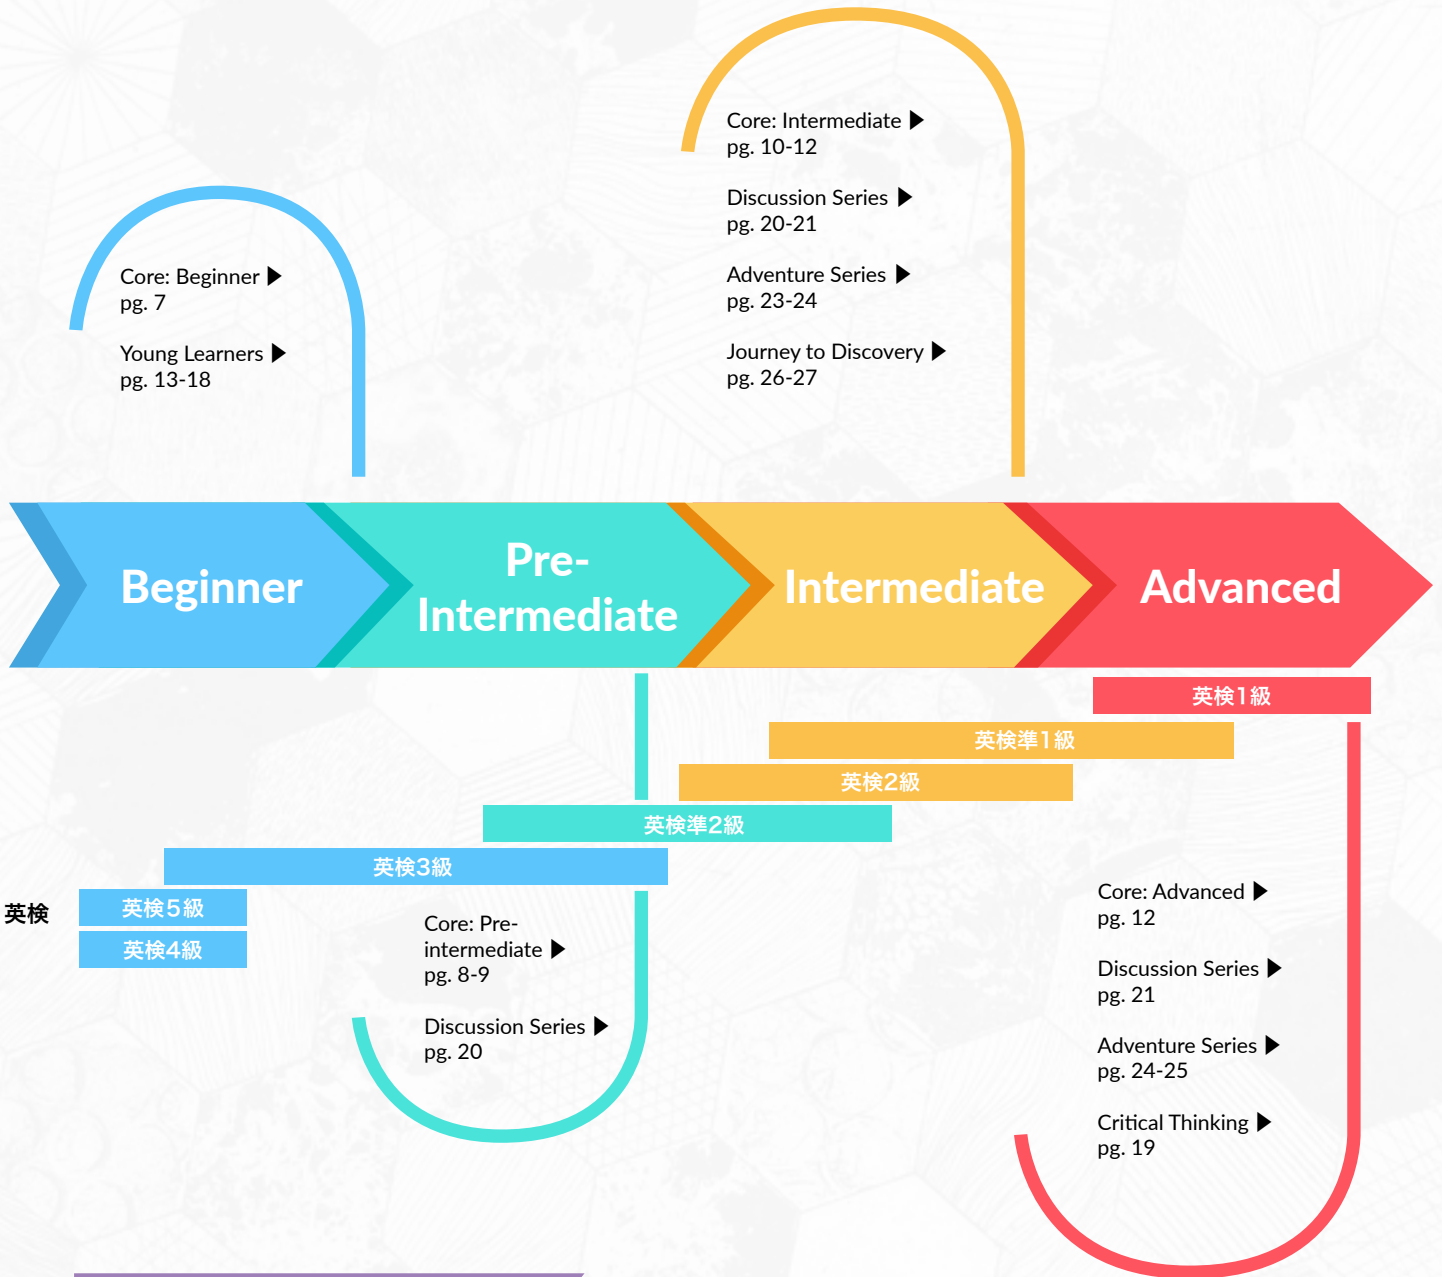 Core: Intermediate ▶
pg. 10-12
Discussion Series ▶
pg. 20-21
Adventure Series ▶
pg. 23-24
Journey to Discovery ▶
pg. 26-27
Core: Beginner ▶
pg. 7
Young Learners ▶
pg. 13-18
Beginner
Pre-
Intermediate
Intermediate
Advanced
英検1級
英検準1級
英検2級
英検準2級
英検3級
英検
英検5級
英検4級
Core: Pre-
intermediate ▶
pg. 8-9
Discussion Series ▶
pg. 20
Core: Advanced ▶
pg. 12
Discussion Series ▶
pg. 21
Adventure Series ▶
pg. 24-25
Critical Thinking ▶
pg. 19